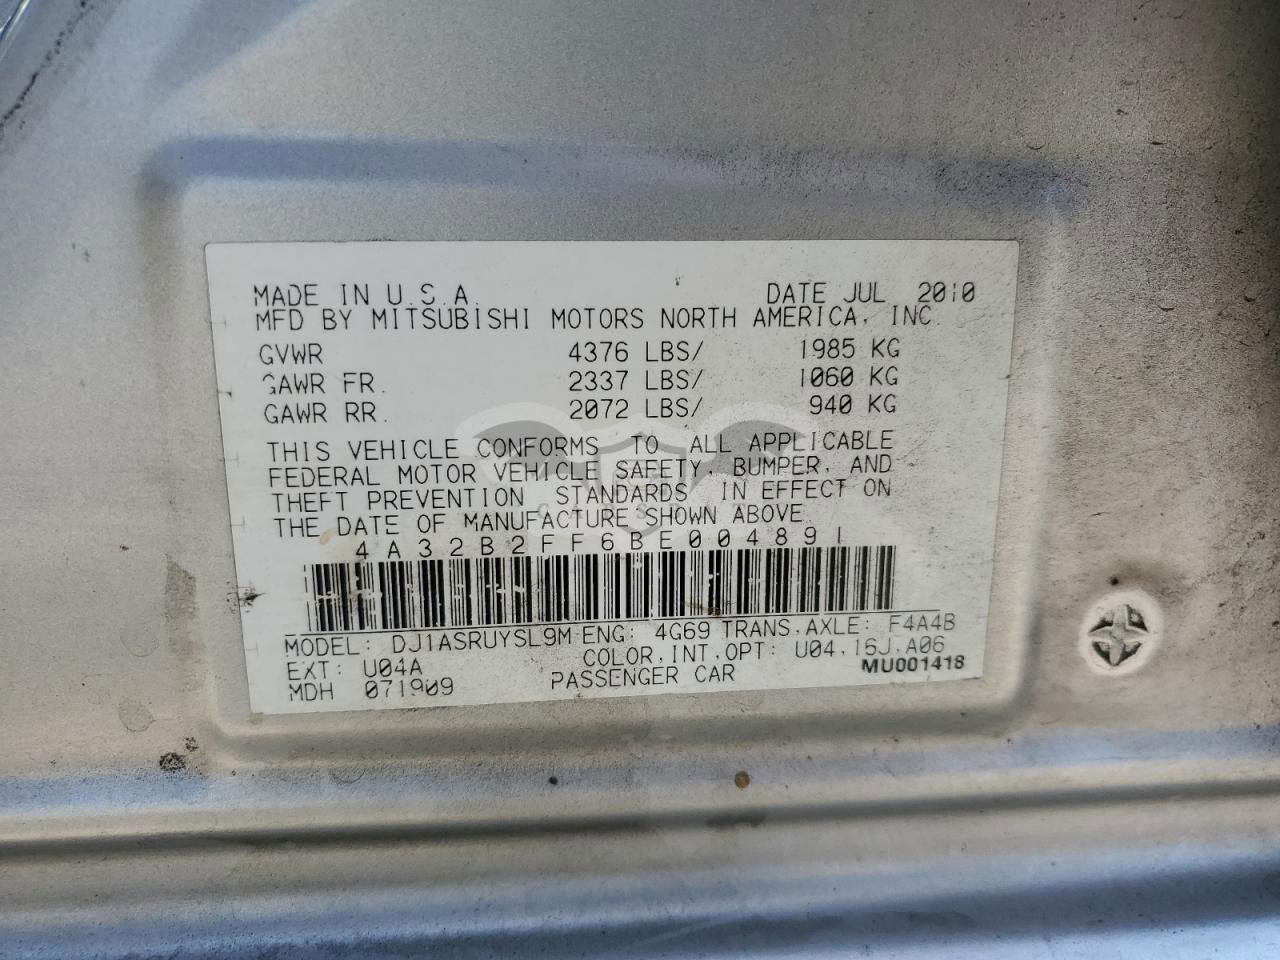 MADE IN U.S.A. DATE JUL 2010
MFD BY MITSUBISHI MOTORS NORTH AMERICA, INC.
GVWR 4376 LBS/ 1985 KG
GAWR FR. 2337 LBS/ 1060 KG
GAWR RR. 2072 LBS/ 940 KG
THIS VEHICLE CONFORMS TO ALL APPLICABLE
FEDERAL MOTOR VEHICLE SAFETY, BUMPER, AND
THEFT PREVENTION STANDARDS IN EFFECT ON
THE DATE OF MANUFACTURE SHOWN ABOVE.
4A32B2FF6BE004891
MODEL: DJ1ASRUYSL9M ENG: 4G69 TRANS.AXLE: F4A4B
EXT: U04A COLOR,INT,OPT: U04,16J,A06
MDH 071909 PASSENGER CAR MU001418